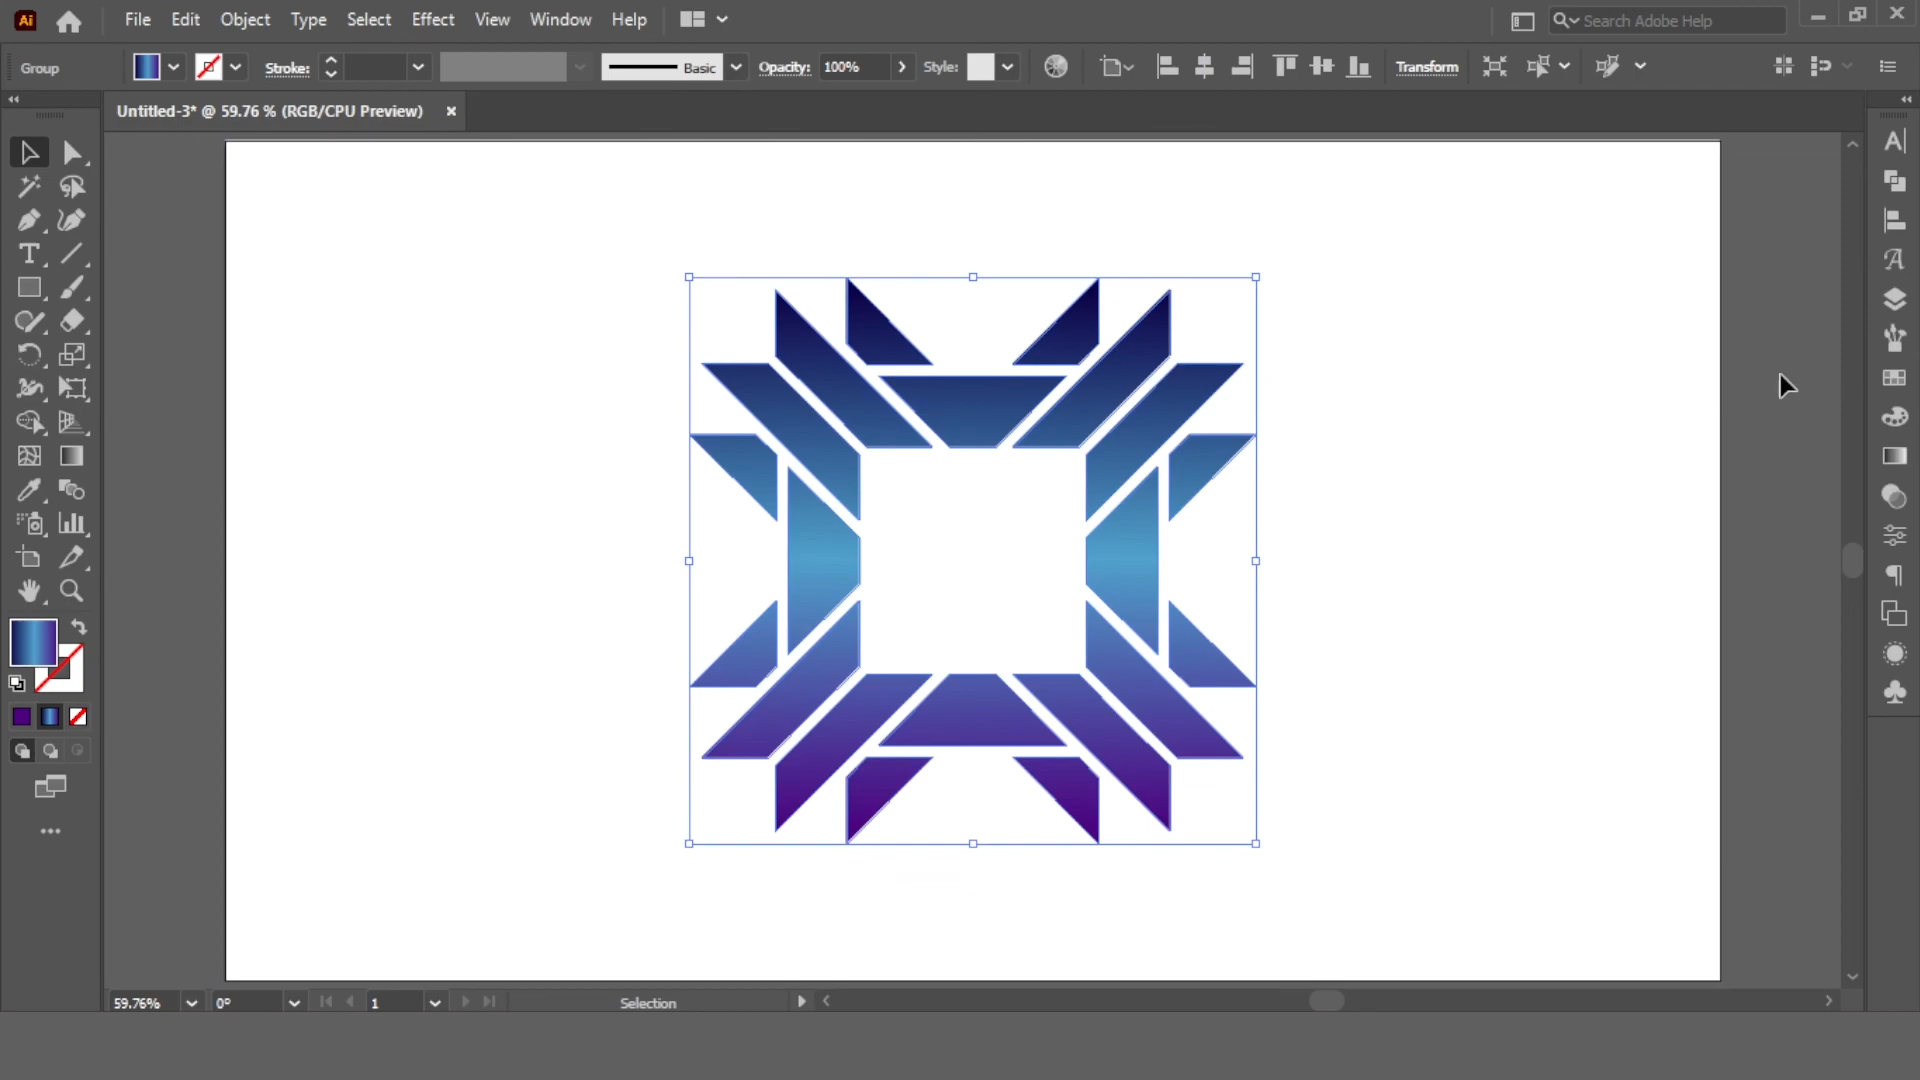 Ai File Edit Object Type Select Effect View Window Help Search Adobe Help
Group Stroke: Basic Opacity: 100% Style: Transform
Untitled-3* @ 59.76 % (RGB/CPU Preview)
59.76% 0° 1 Selection